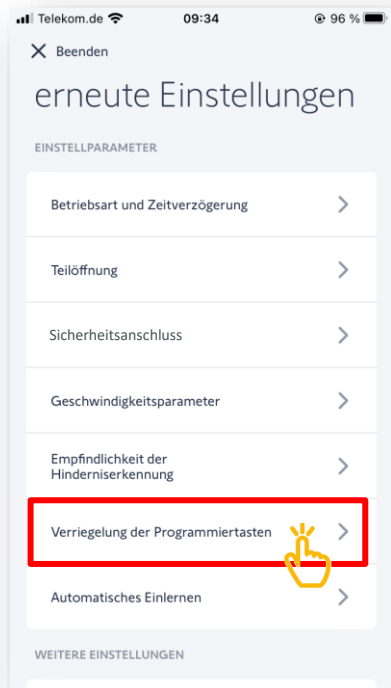 Telekom.de 09:34 96 %
Beenden
erneute Einstellungen
EINSTELLPARAMETER
Betriebsart und Zeitverzögerung
Teilöffnung
Sicherheitsanschluss
Geschwindigkeitsparameter
Empfindlichkeit der
Hinderniserkennung
Verriegelung der Programmiertasten
Automatisches Einlernen
WEITERE EINSTELLUNGEN